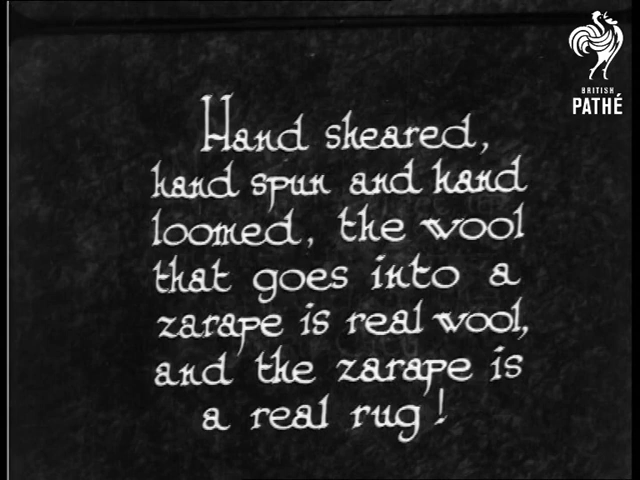 BRITISH
PATHÉ
Hand sheared,
hand spun and hand
loomed, the wool
that goes into a
zarape is real wool,
and the zarape is
a real rug!